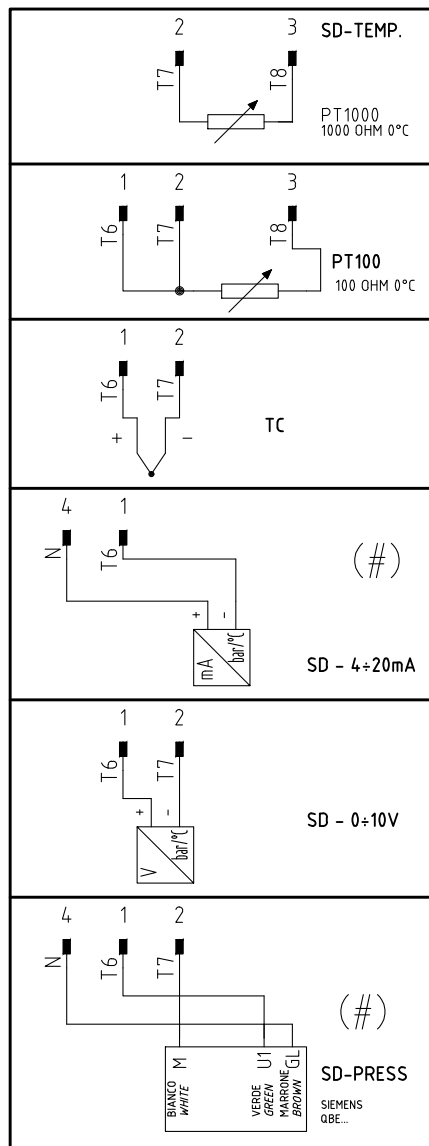 2 3 SD-TEMP.
T7 T8
PT1000
1000 OHM 0°C
1 2 3
T6 T7 T8
PT100
100 OHM 0°C
1 2
T6 T7
+ -
TC
4 1
N T6
(#)
+ -
mA bar/°C
SD - 4÷20mA
1 2
T6 T7
+ -
V bar/°C
SD - 0÷10V
4 1 2
N T6 T7
(#)
M U1 GL
BIANCO
WHITE
VERDE
GREEN
MARRONE
BROWN
SD-PRESS
SIEMENS
QBE...